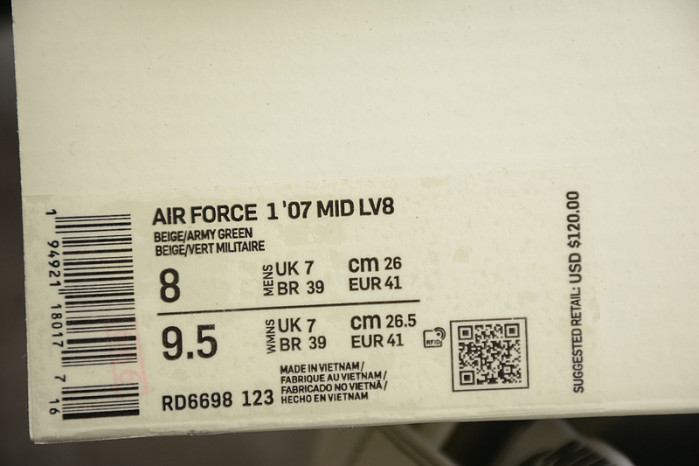 AIR FORCE 1 '07 MID LV8
BEIGE/ARMY GREEN
BEIGE/VERT MILITAIRE
8
MENS
UK 7
cm 26
BR 39
EUR 41
9.5
WMNS
UK 7
cm 26.5
BR 39
EUR 41
RFID
MADE IN VIETNAM/
FABRIQUE AU VIETNAM/
FABRICADO NO VIETNÃ/
HECHO EN VIETNAM
RD6698 123
1 94921 18017 7 16
SUGGESTED RETAIL: USD $120.00